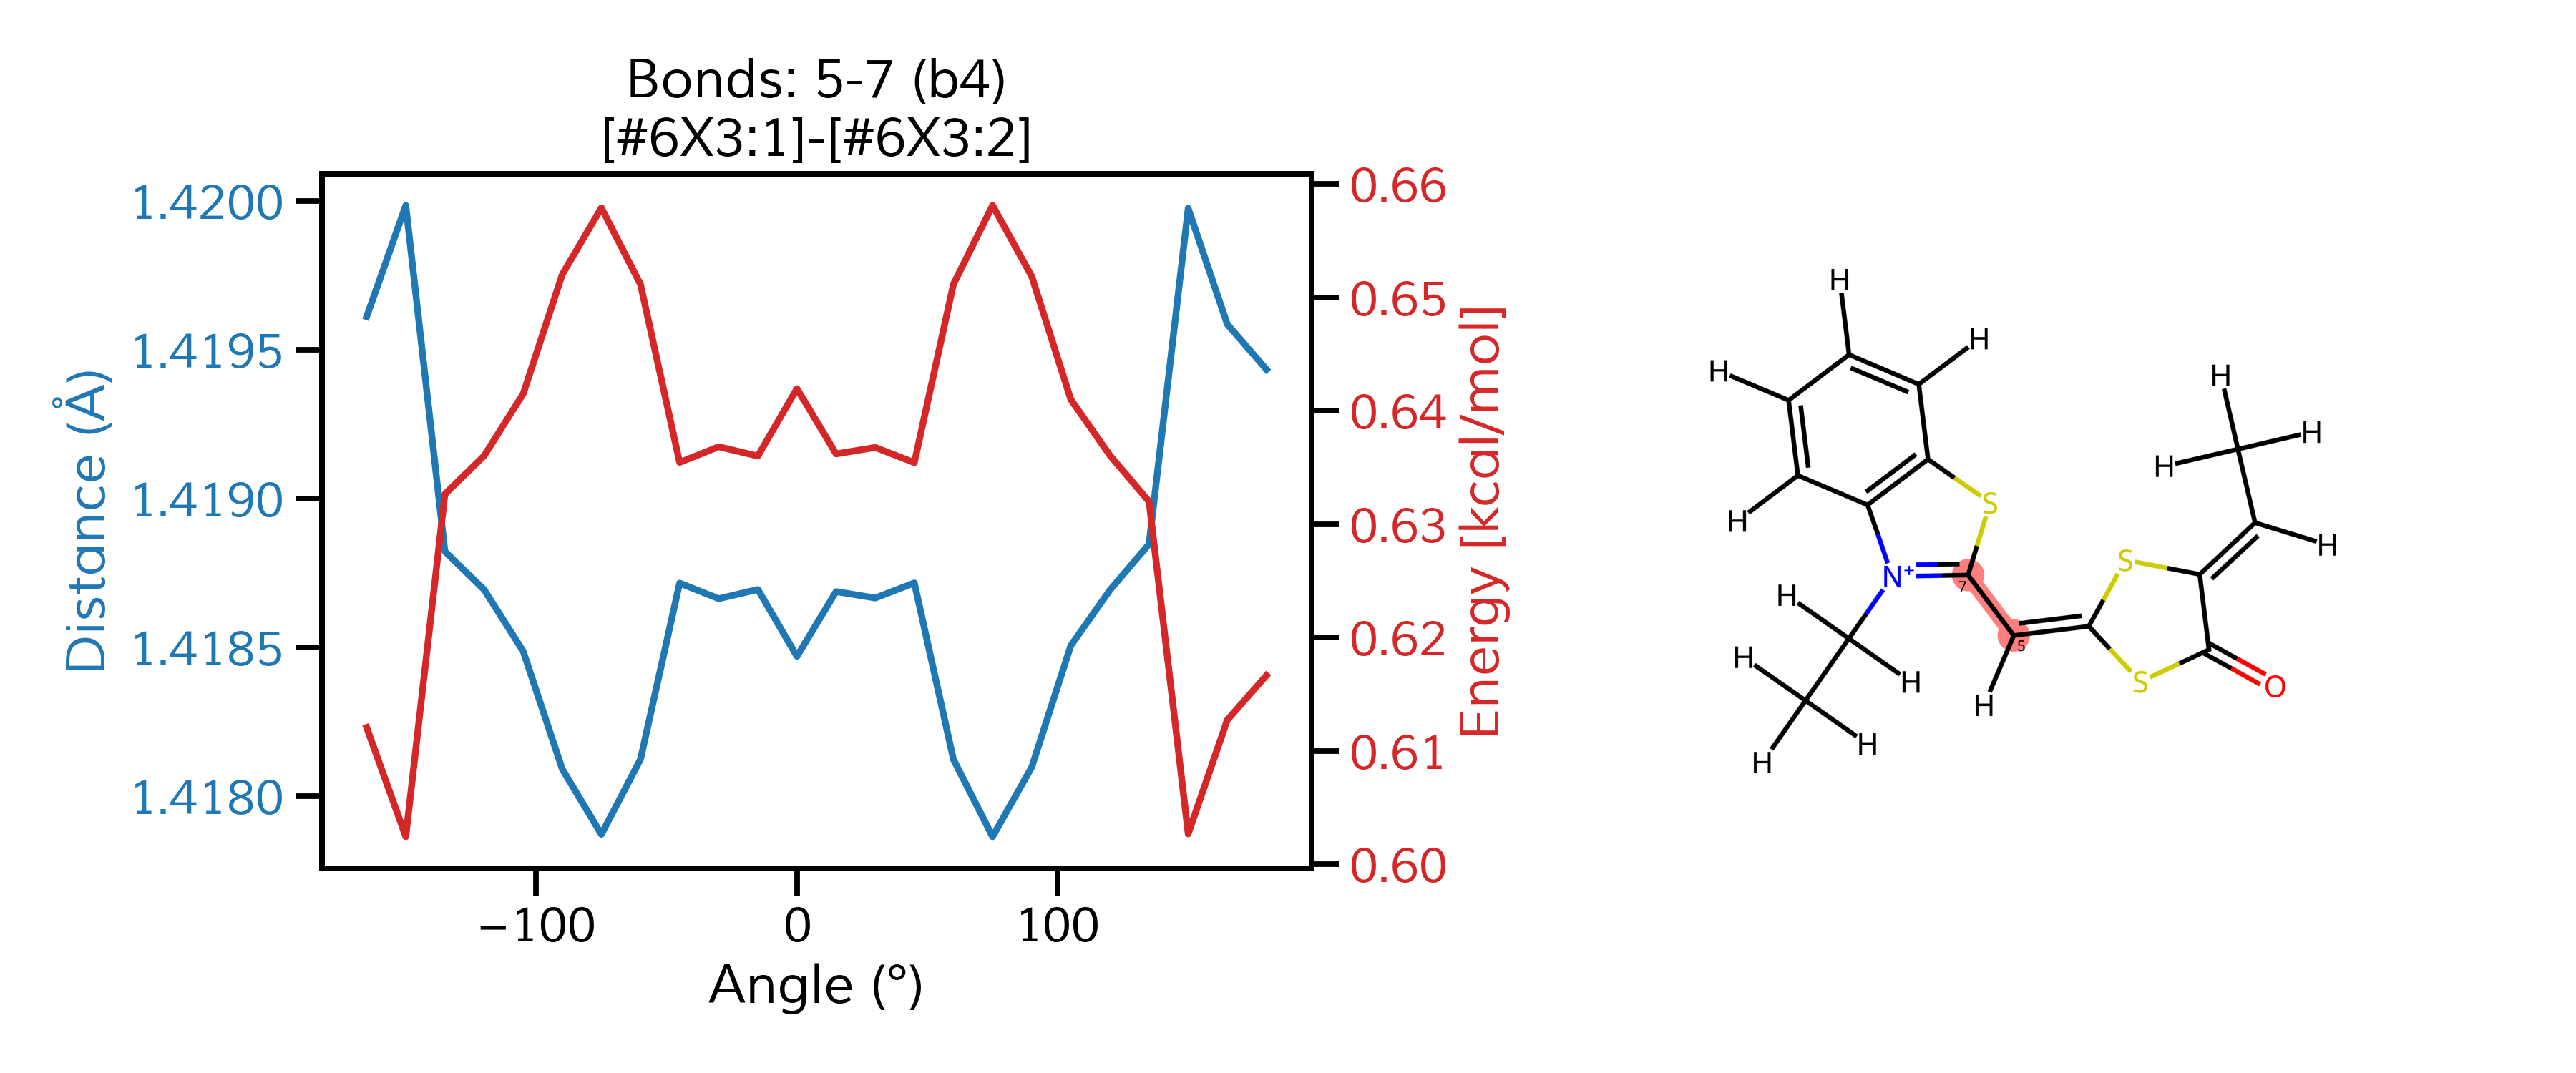 Bonds: 5-7 (b4)
[#6X3:1]-[#6X3:2]
1.4200
1.4195
1.4190
1.4185
1.4180
Distance (Å)
0.66
0.65
0.64
0.63
0.62
0.61
0.60
Energy [kcal/mol]
−100
0
100
Angle (°)
H
H
H
H
S
N+
7
5
H
H
H
H
H
H
S
S
O
H
H
H
H